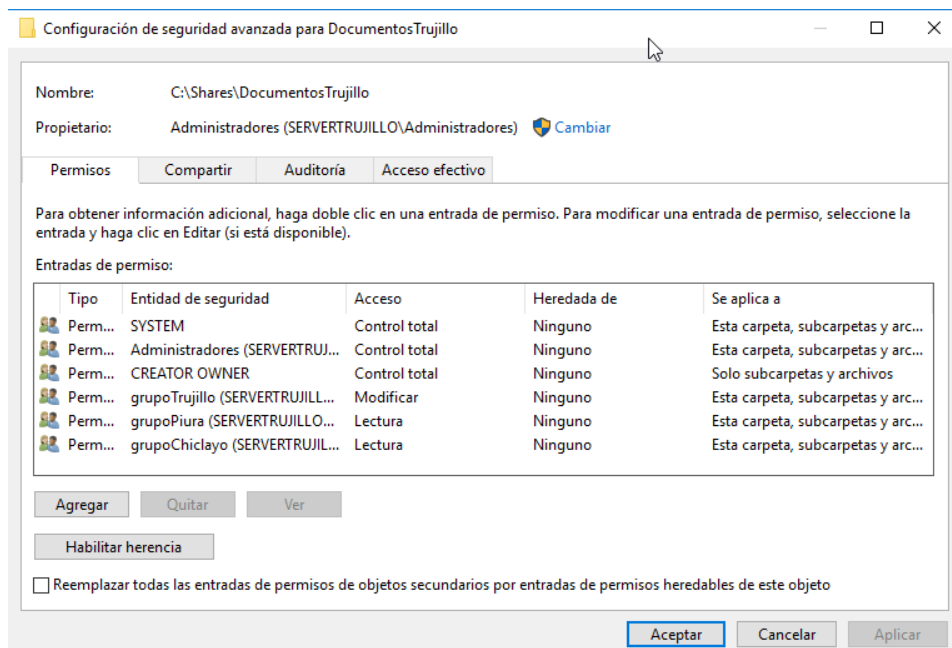 Configuración de seguridad avanzada para DocumentosTrujillo
Nombre: C:\Shares\DocumentosTrujillo
Propietario: Administradores (SERVERTRUJILLO\Administradores) Cambiar
Permisos Compartir Auditoría Acceso efectivo
Para obtener información adicional, haga doble clic en una entrada de permiso. Para modificar una entrada de permiso, seleccione la
entrada y haga clic en Editar (si está disponible).
Entradas de permiso:
Tipo Entidad de seguridad Acceso Heredada de Se aplica a
Perm... SYSTEM Control total Ninguno Esta carpeta, subcarpetas y arc...
Perm... Administradores (SERVERTRUJ... Control total Ninguno Esta carpeta, subcarpetas y arc...
Perm... CREATOR OWNER Control total Ninguno Solo subcarpetas y archivos
Perm... grupoTrujillo (SERVERTRUJILL... Modificar Ninguno Esta carpeta, subcarpetas y arc...
Perm... grupoPiura (SERVERTRUJILLO... Lectura Ninguno Esta carpeta, subcarpetas y arc...
Perm... grupoChiclayo (SERVERTRUJIL... Lectura Ninguno Esta carpeta, subcarpetas y arc...
Agregar Quitar Ver
Habilitar herencia
Reemplazar todas las entradas de permisos de objetos secundarios por entradas de permisos heredables de este objeto
Aceptar Cancelar Aplicar